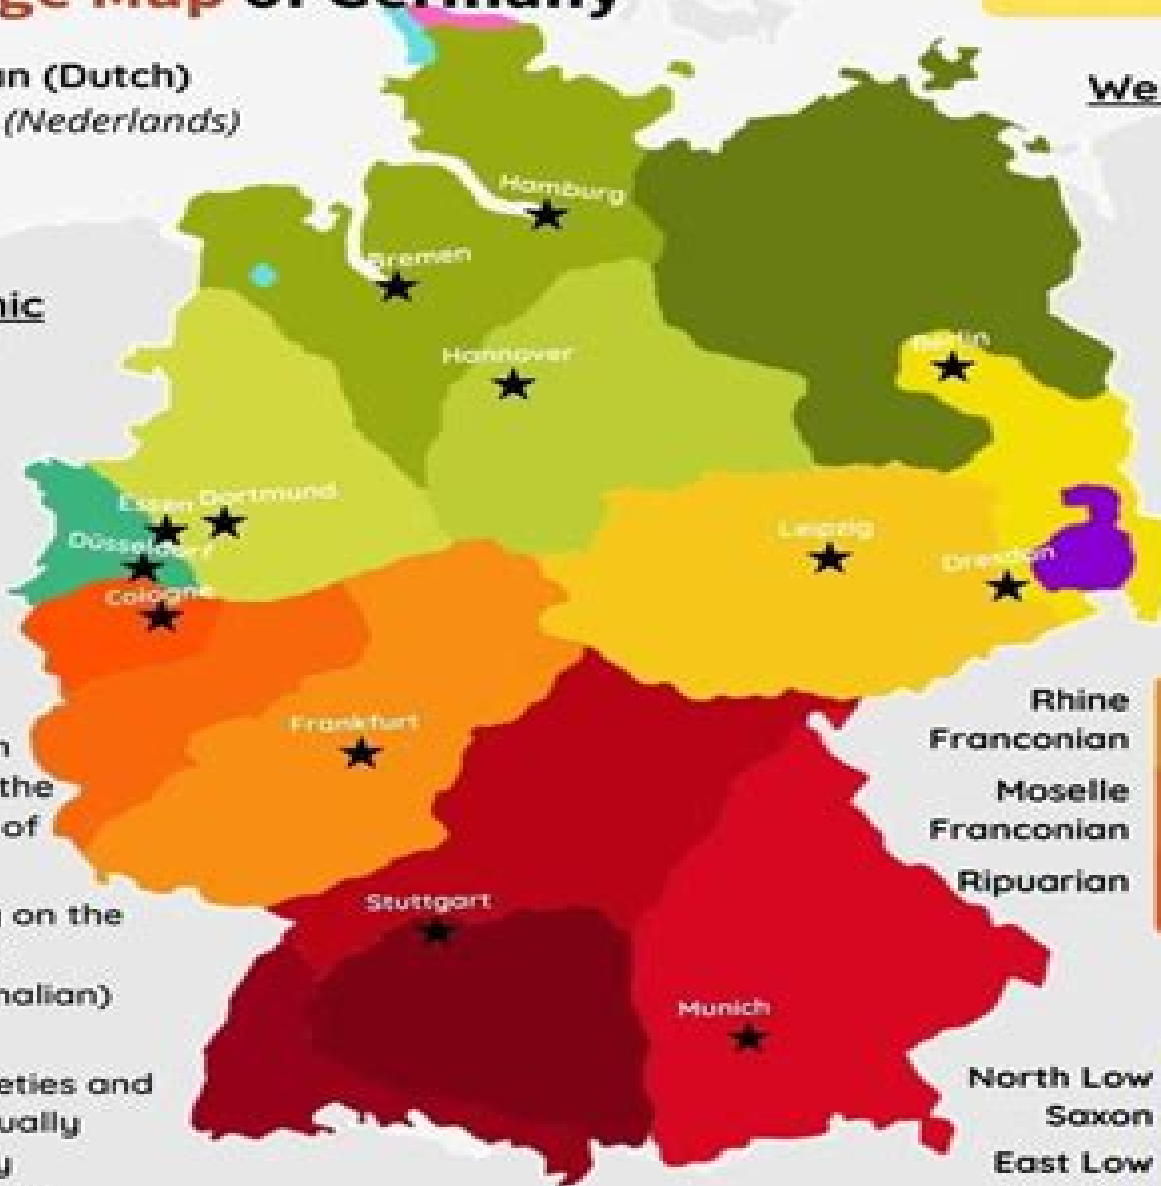 ge Map of Germany
an (Dutch)
(Nederlands)
We
Hamburg
Bremen
nic
Berlin
Hannover
Essen Dortmund
Düsseldorf
Leipzig
Dresden
Cologne
Rhine
Franconian
Frankfurt
n
the
Moselle
of
Franconian
Ripuarian
Stuttgart
on the
nalian)
Munich
eties and
North Low
ually
Saxon
y
East Low